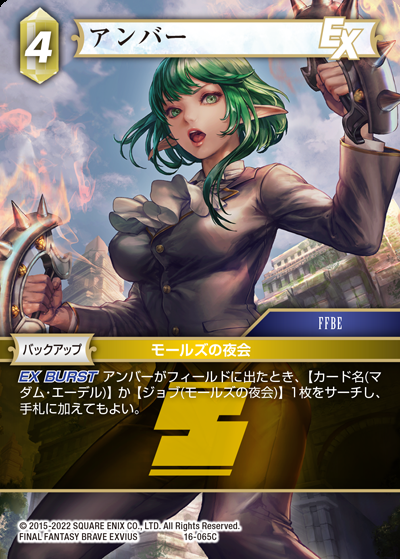 4
アンバー
EX
FFBE
バックアップ
モールズの夜会
EX BURST アンバーがフィールドに出たとき、【カード名(マ
ダム・エーデル)】か【ジョブ(モールズの夜会)】1枚をサーチし、
手札に加えてもよい。
© 2015-2022 SQUARE ENIX CO., LTD. All Rights Reserved.
FINAL FANTASY BRAVE EXVIUS 16-065C